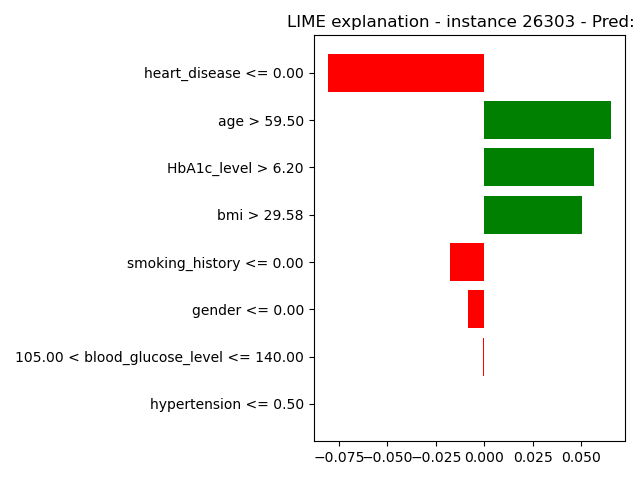 LIME explanation - instance 26303 - Pred:
heart_disease <= 0.00
age > 59.50
HbA1c_level > 6.20
bmi > 29.58
smoking_history <= 0.00
gender <= 0.00
105.00 < blood_glucose_level <= 140.00
hypertension <= 0.50
−0.075 −0.050 −0.025 0.000 0.025 0.050